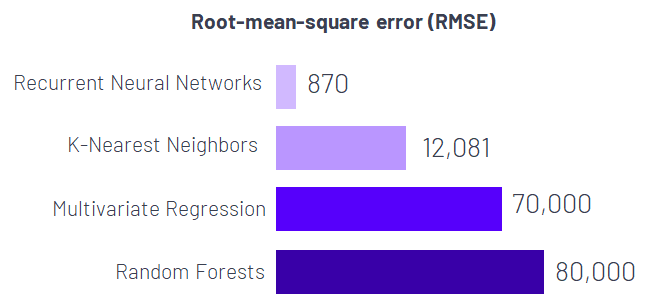 Root-mean-square error (RMSE)
Recurrent Neural Networks 870
K-Nearest Neighbors 12,081
Multivariate Regression 70,000
Random Forests 80,000